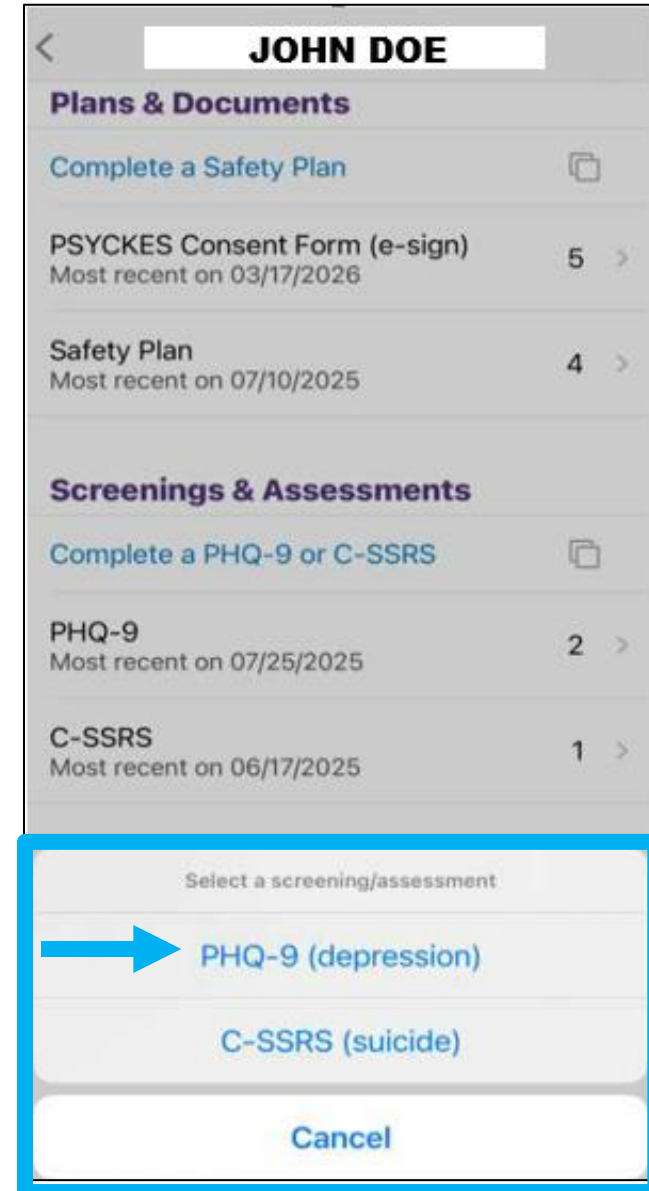 JOHN DOE
Plans & Documents
Complete a Safety Plan
PSYCKES Consent Form (e-sign)
5
Most recent on 03/17/2026
Safety Plan
4
Most recent on 07/10/2025
Screenings & Assessments
Complete a PHQ-9 or C-SSRS
PHQ-9
2
Most recent on 07/25/2025
C-SSRS
1
Most recent on 06/17/2025
Select a screening/assessment
PHQ-9 (depression)
C-SSRS (suicide)
Cancel